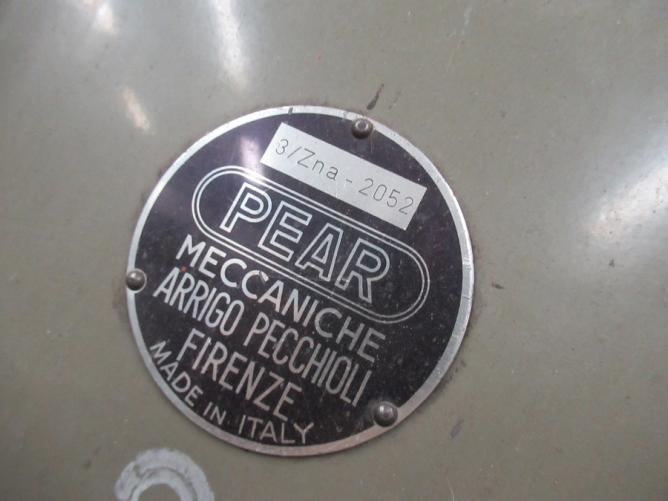 3/Zna - 2052
PEAR
MECCANICHE
ARRIGO PECCHIOLI
FIRENZE
MADE IN ITALY